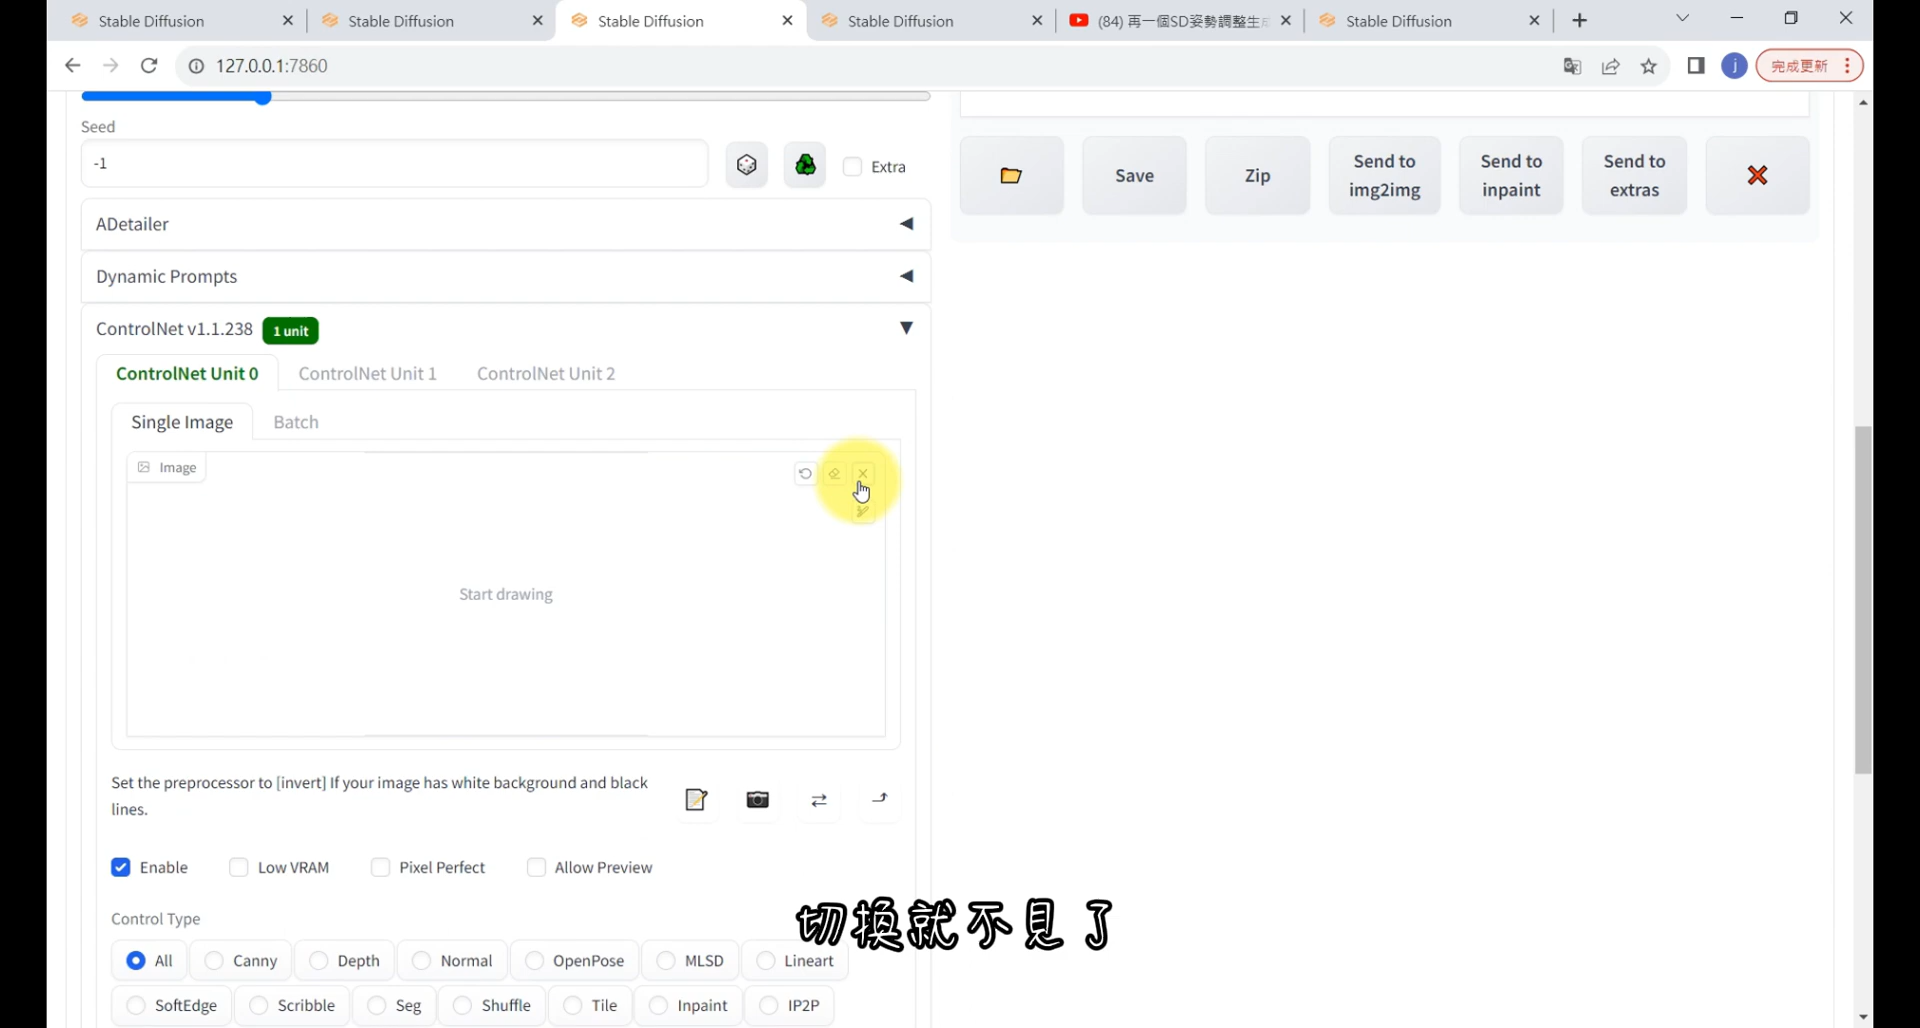 Stable Diffusion
Stable Diffusion
Stable Diffusion
Stable Diffusion
(84) 再一個SD姿勢調整生
Stable Diffusion
127.0.0.1:7860
j
完成更新
Seed
-1
Extra
ADetailer
Dynamic Prompts
ControlNet v1.1.238
1 unit
ControlNet Unit 0
ControlNet Unit 1
ControlNet Unit 2
Single Image
Batch
Image
Start drawing
Set the preprocessor to [invert] If your image has white background and black
lines.
Enable
Low VRAM
Pixel Perfect
Allow Preview
Control Type
All
Canny
Depth
Normal
OpenPose
MLSD
Lineart
SoftEdge
Scribble
Seg
Shuffle
Tile
Inpaint
IP2P
Save
Zip
Send to
img2img
Send to
inpaint
Send to
extras
切換就不見了